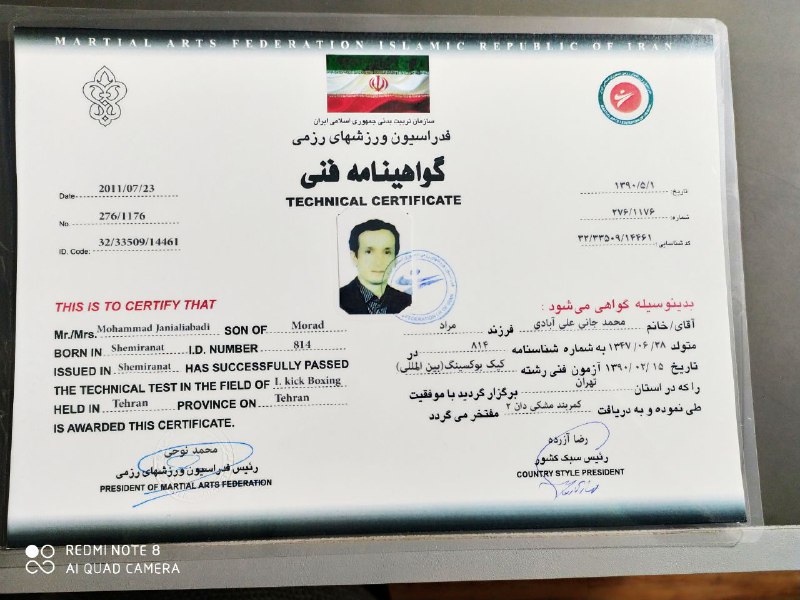 MARTIAL ARTS FEDERATION ISLAMIC REPUBLIC OF IRAN
سازمان تربیت بدنی جمهوری اسلامی ایران
فدراسیون ورزشهای رزمی
گواهینامه فنی
TECHNICAL CERTIFICATE
Date 2011/07/23
No. 276/1176
ID. Code: 32/33509/14461
تاریخ: ۱۳۹۰/۵/۱
شماره: ۲۷۶/۱۱۷۶
کد شناسایی: ۳۲/۳۳۵۰۹/۱۴۴۶۱
THIS IS TO CERTIFY THAT
Mr./Mrs. Mohammad Janialiabadi SON OF Morad
BORN IN Shemiranat I.D. NUMBER 814
ISSUED IN Shemiranat HAS SUCCESSFULLY PASSED
THE TECHNICAL TEST IN THE FIELD OF I. kick Boxing
HELD IN Tehran PROVINCE ON Tehran
IS AWARDED THIS CERTIFICATE.
بدینوسیله گواهی می‌شود :
آقای/خانم محمد جانی علی آبادی فرزند مراد
متولد ۱۳۴۷/۰۶/۲۸ به شماره شناسنامه ۸۱۴ در
تاریخ ۱۳۹۰/۰۲/۱۵ آزمون فنی رشته کیک بوکسینگ(بین المللی)
را که در استان تهران برگزار گردید با موفقیت
طی نموده و به دریافت کمربند مشکی دان ۲ مفتخر می گردد
محمد نوحی
رئیس فدراسیون ورزشهای رزمی
PRESIDENT OF MARTIAL ARTS FEDERATION
رضا آزرده
رئیس سبک کشور
COUNTRY STYLE PRESIDENT
REDMI NOTE 8
AI QUAD CAMERA